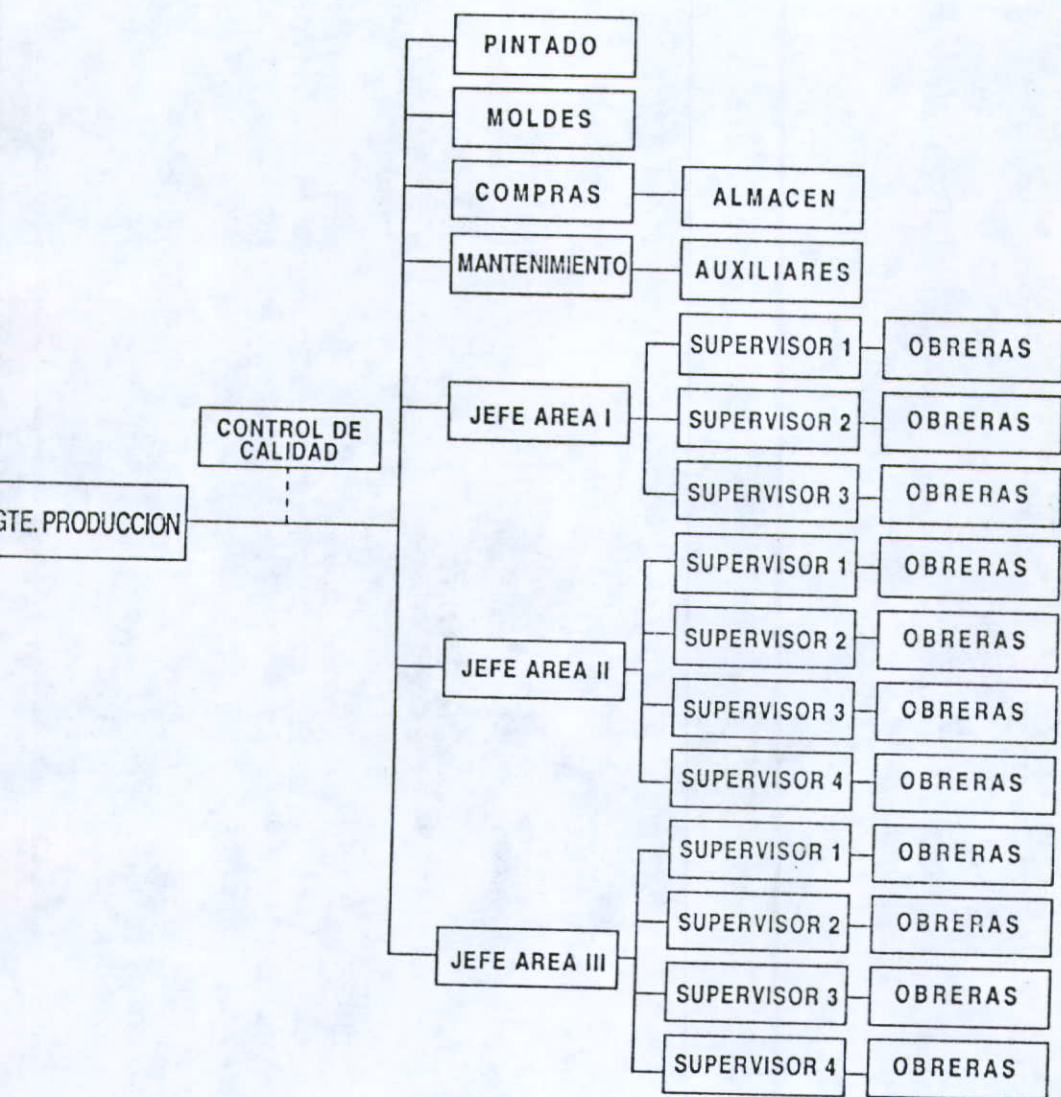 PINTADO
MOLDES
COMPRAS
ALMACEN
MANTENIMIENTO
AUXILIARES
SUPERVISOR 1
OBRERAS
JEFE AREA I
SUPERVISOR 2
OBRERAS
CONTROL DE
CALIDAD
SUPERVISOR 3
OBRERAS
GTE. PRODUCCION
SUPERVISOR 1
OBRERAS
SUPERVISOR 2
OBRERAS
JEFE AREA II
SUPERVISOR 3
OBRERAS
SUPERVISOR 4
OBRERAS
SUPERVISOR 1
OBRERAS
SUPERVISOR 2
OBRERAS
JEFE AREA III
SUPERVISOR 3
OBRERAS
SUPERVISOR 4
OBRERAS